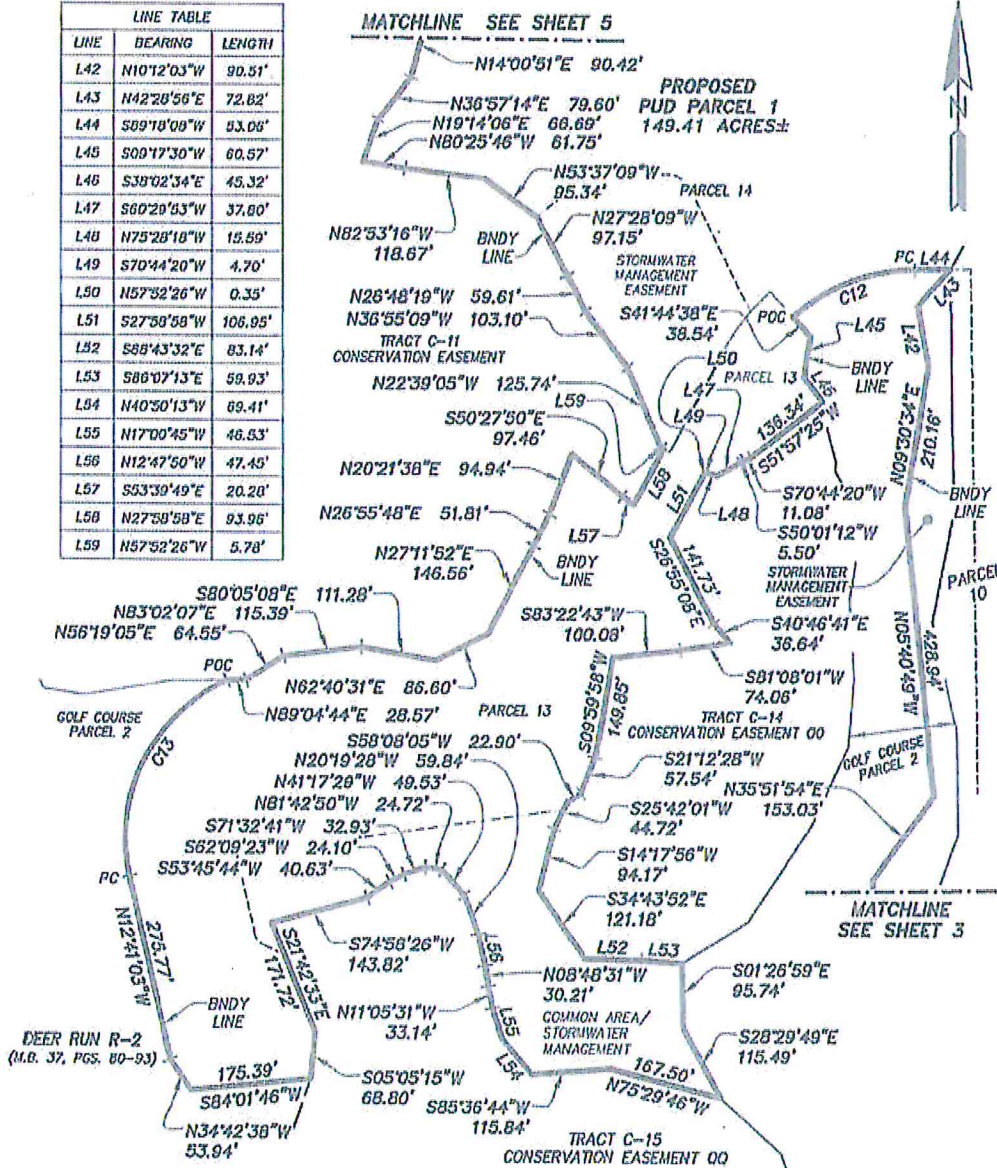 LINE TABLE
LINE BEARING LENGTH
L42 N10°12'03"W 90.51'
L43 N42°28'56"E 72.82'
L44 S89°18'08"W 53.06'
L45 S09°17'30"W 60.57'
L46 S38°02'34"E 45.32'
L47 S60°29'53"W 37.80'
L48 N75°28'18"W 15.59'
L49 S70°44'20"W 4.70'
L50 N57°52'26"W 0.35'
L51 S27°58'58"W 106.95'
L52 S88°43'32"E 83.14'
L53 S86°07'13"E 59.93'
L54 N40°50'13"W 69.41'
L55 N17°00'45"W 46.53'
L56 N12°47'50"W 47.45'
L57 S53°39'49"E 20.28'
L58 N27°58'58"E 93.96'
L59 N57°52'26"W 5.78'
MATCHLINE SEE SHEET 5
N14°00'51"E 90.42'
N36°57'14"E 79.60'
N19°14'06"E 66.69'
N80°25'46"W 61.75'
PROPOSED
PUD PARCEL 1
149.41 ACRES±
N
N53°37'09"W
95.34'
PARCEL 14
N82°53'16"W
118.67'
BNDY
LINE
N27°28'09"W
97.15'
STORMWATER
MANAGEMENT
EASEMENT
N26°48'19"W 59.61'
N36°55'09"W 103.10'
TRACT C-11
CONSERVATION EASEMENT
S41°44'38"E
38.54'
POC
C12
PC
L44
L43
L42
L45
BNDY
LINE
L46
N22°39'05"W 125.74'
L59
L50
L47
L49
PARCEL 13
136.34'
S51°57'25"W
N09°30'34"E
210.16'
S50°27'50"E
97.46'
N20°21'38"E 94.94'
L58
L51
L48
S70°44'20"W
11.08'
S50°01'12"W
5.50'
BNDY
LINE
N26°55'48"E 51.81'
L57
N27°11'52"E
146.56'
BNDY
LINE
141.73'
S26°55'08"E
STORMWATER
MANAGEMENT
EASEMENT
PARCEL
10
S80°05'08"E 111.28'
N83°02'07"E 115.39'
N56°19'05"E 64.55'
S83°22'43"W
100.08'
S40°46'41"E
36.64'
N05°40'49"W
428.94'
POC
N62°40'31"E 86.60'
S81°08'01"W
74.06'
GOLF COURSE
PARCEL 2
N89°04'44"E 28.57'
PARCEL 13
S09°59'58"W
149.85'
TRACT C-14
CONSERVATION EASEMENT OO
C13
S58°08'05"W 22.90'
N20°19'28"W 59.84'
N41°17'29"W 49.53'
N81°42'50"W 24.72'
S71°32'41"W 32.93'
S62°09'23"W 24.10'
S53°45'44"W 40.63'
S21°12'28"W
57.54'
GOLF COURSE
PARCEL 2
N35°51'54"E
153.03'
S25°42'01"W
44.72'
S14°17'56"W
94.17'
PC
S34°43'52"E
121.18'
MATCHLINE
SEE SHEET 3
275.77'
N12°41'03"W
S21°42'33"E
171.72'
S74°56'26"W
143.82'
L56
L52 L53
N08°48'31"W
30.21'
S01°26'59"E
95.74'
BNDY
LINE
N11°05'31"W
33.14'
L55
COMMON AREA/
STORMWATER
MANAGEMENT
S28°29'49"E
115.49'
DEER RUN R-2
(M.B. 37, PGS. 80-93)
175.39'
S84°01'46"W
S05°05'15"W
68.80'
L54
167.50'
N75°29'46"W
S85°36'44"W
115.84'
N34°42'38"W
53.94'
TRACT C-15
CONSERVATION EASEMENT QQ